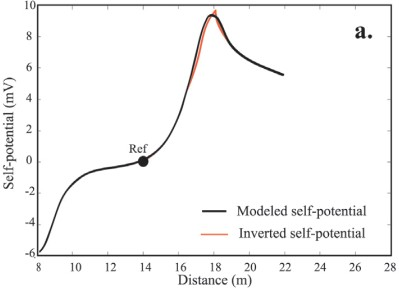 10
a.
8
6
4
2
Ref
0
-2
Modeled self-potential
-4
Inverted self-potential
-6
8 10 12 14 16 18 20 22 24 26 28
Distance (m)
Self-potential (mV)